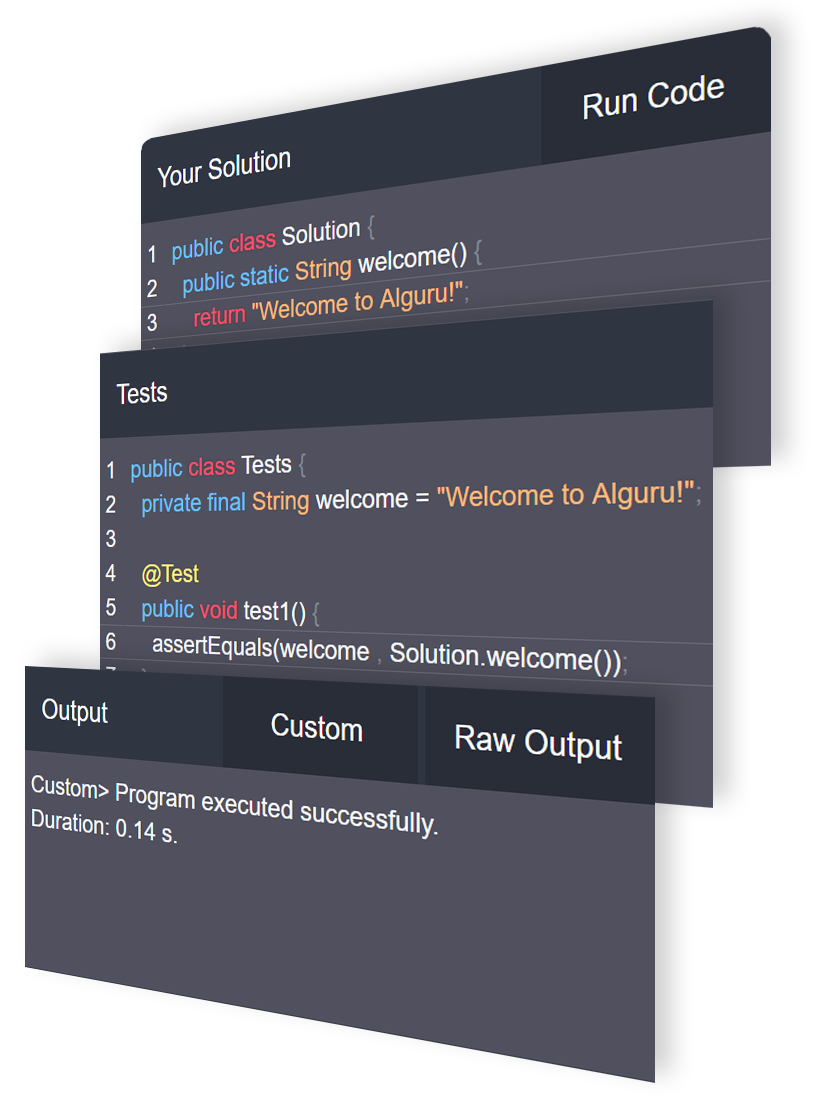 Your Solution
Run Code
1 public class Solution {
2 public static String welcome() {
3 return "Welcome to Alguru!";
Tests
1 public class Tests {
2 private final String welcome = "Welcome to Alguru!";
3
4 @Test
5 public void test1() {
6 assertEquals(welcome , Solution.welcome());
Output
Custom
Raw Output
Custom> Program executed successfully.
Duration: 0.14 s.